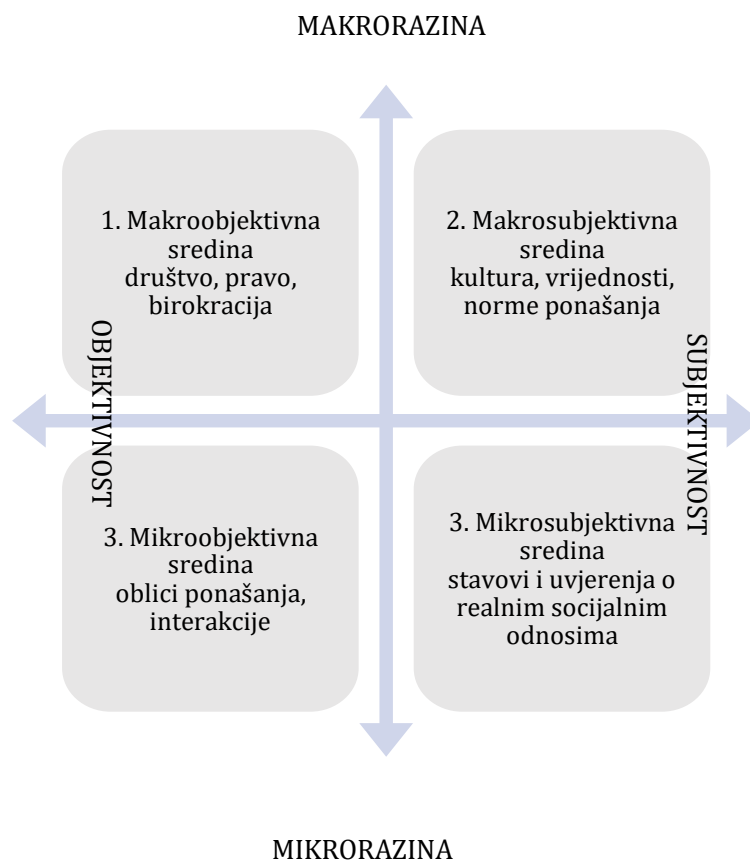 MAKRORAZINA
1. Makroobjektivna
sredina
društvo, pravo,
birokracija
2. Makrosubjektivna
sredina
kultura, vrijednosti,
norme ponašanja
OBJEKTIVNOST
SUBJEKTIVNOST
3. Mikroobjektivna
sredina
oblici ponašanja,
interakcije
3. Mikrosubjektivna
sredina
stavovi i uvjerenja o
realnim socijalnim
odnosima
MIKRORAZINA